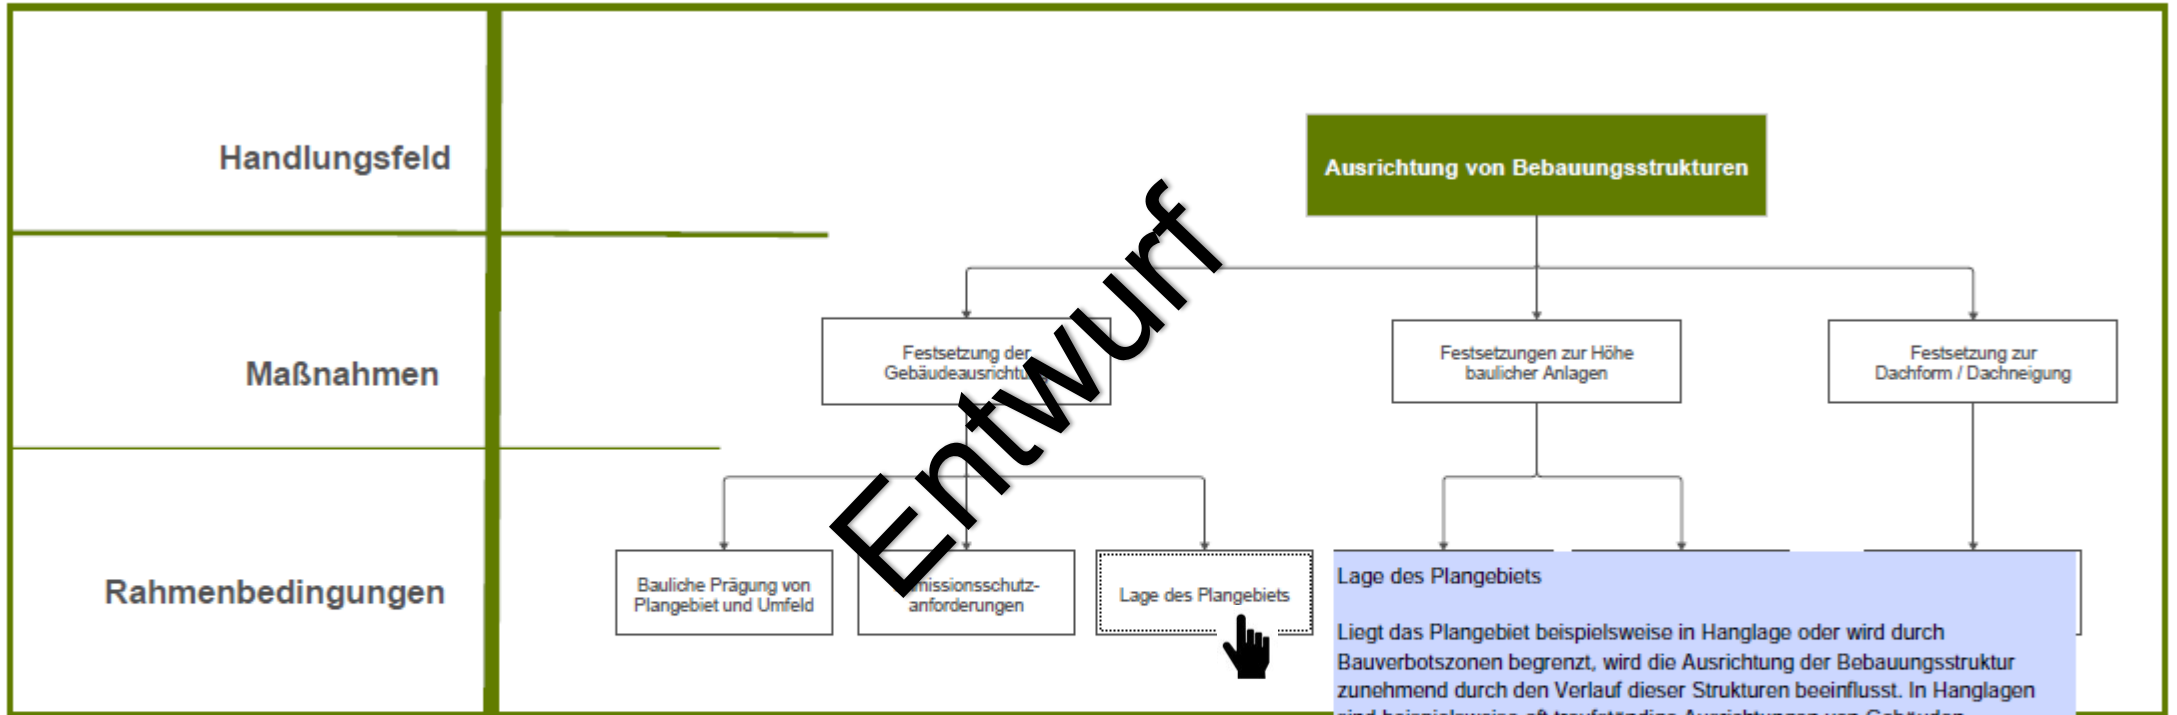 Handlungsfeld
Ausrichtung von Bebauungsstrukturen
Maßnahmen
Festsetzung der
Gebäudeausrichtung
Festsetzungen zur Höhe
baulicher Anlagen
Festsetzung zur
Dachform / Dachneigung
Entwurf
Rahmenbedingungen
Bauliche Prägung von
Plangebiet und Umfeld
missionsschutz-
anforderungen
Lage des Plangebiets
Lage des Plangebiets
Liegt das Plangebiet beispielsweise in Hanglage oder wird durch
Bauverbotszonen begrenzt, wird die Ausrichtung der Bebauungsstruktur
zunehmend durch den Verlauf dieser Strukturen beeinflusst. In Hanglagen